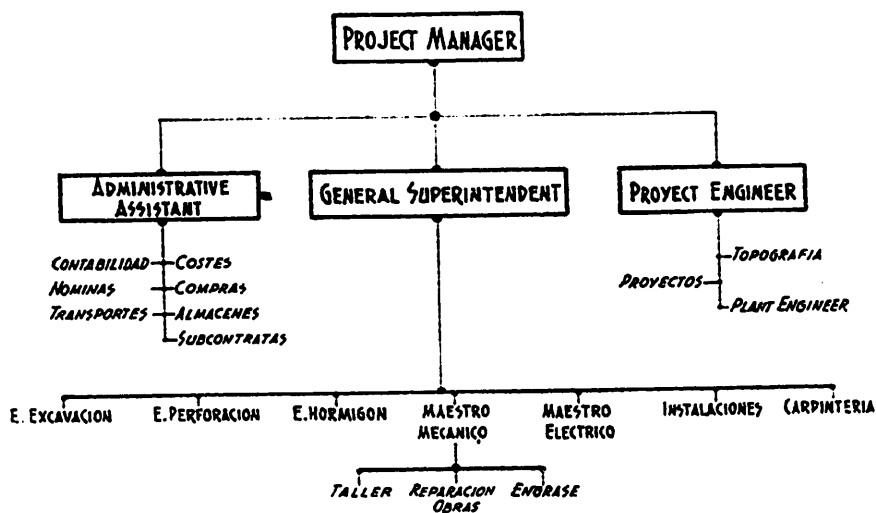 PROJECT MANAGER
ADMINISTRATIVE
ASSISTANT
GENERAL SUPERINTENDENT
PROYECT ENGINEER
CONTABILIDAD COSTES
NOMINAS COMPRAS
TRANSPORTES ALMACENES
SUBCONTRATAS
TOPOGRAFIA
PROYECTOS
PLANT ENGINEER
E. EXCAVACION E. PERFORACION E. HORMIGON MAESTRO MECANICO MAESTRO ELECTRICO INSTALACIONES CARPINTERIA
TALLER REPARACION OBRAS ENGRASE